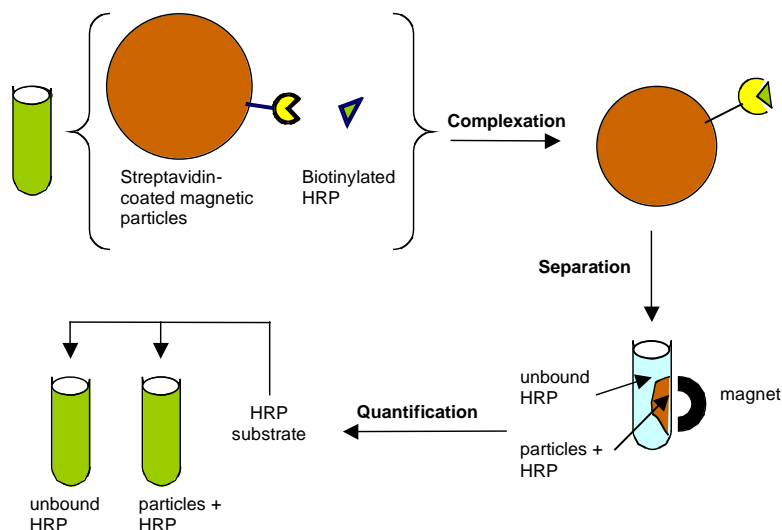 Streptavidin-
coated magnetic
particles
Biotinylated
HRP
Complexation
Separation
unbound
HRP
magnet
particles +
HRP
Quantification
HRP
substrate
unbound
HRP
particles +
HRP